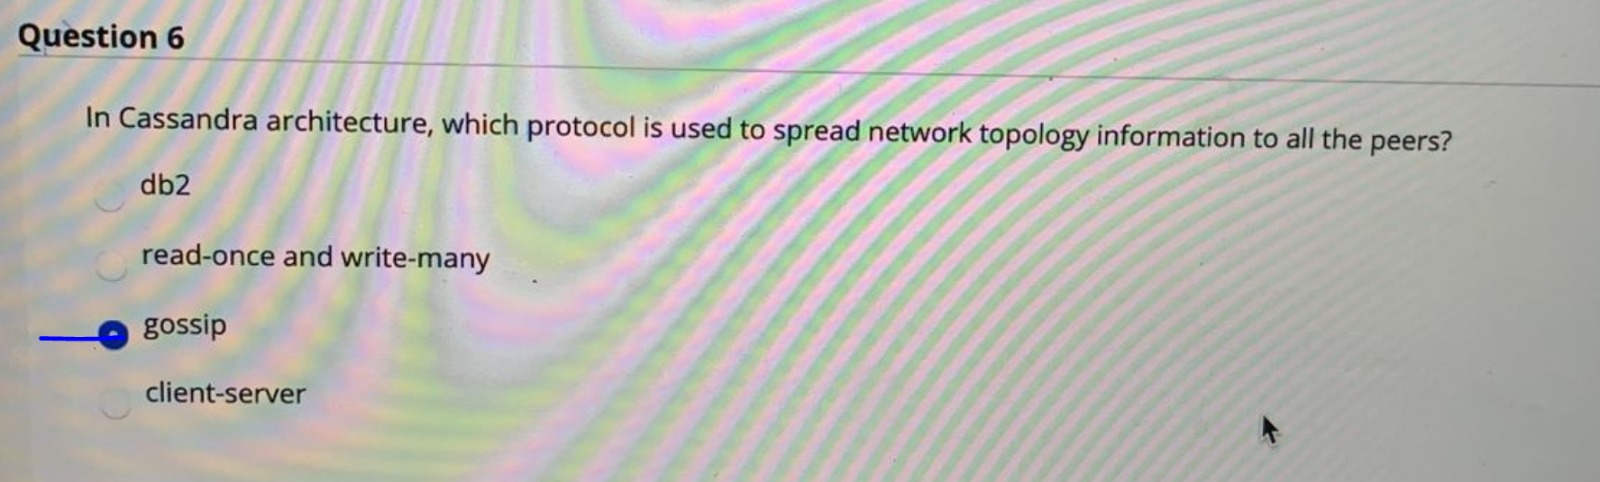 Question 6
In Cassandra architecture, which protocol is used to spread network topology information to all the peers?
db2
read-once and write-many
gossip
client-server